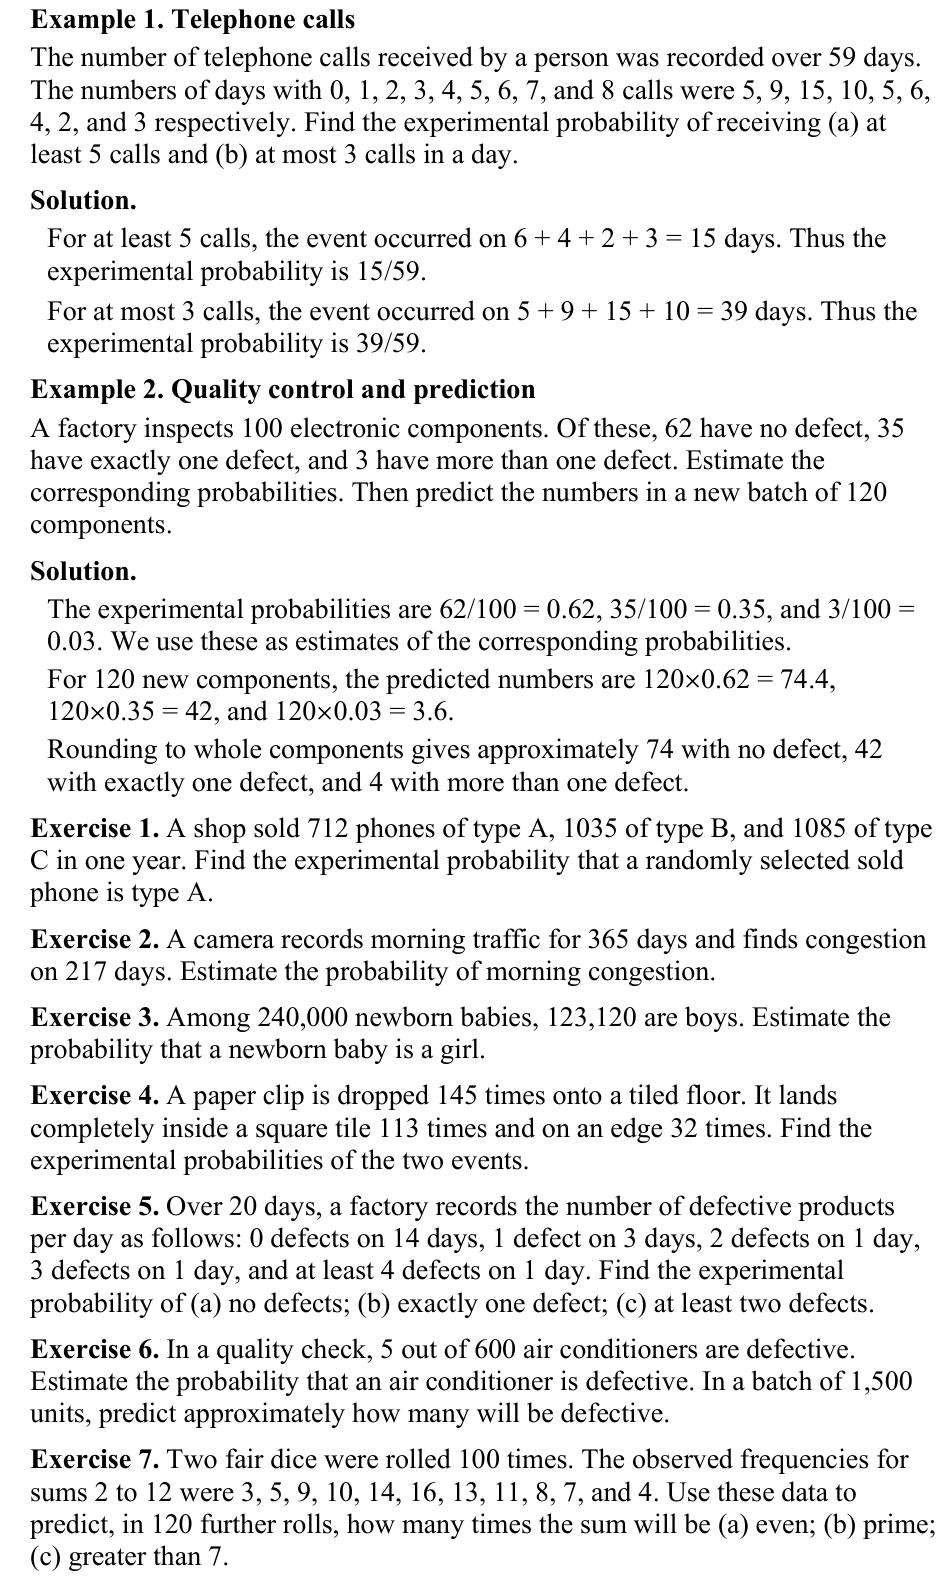 Example 1. Telephone calls
The number of telephone calls received by a person was recorded over 59 days.
The numbers of days with 0, 1, 2, 3, 4, 5, 6, 7, and 8 calls were 5, 9, 15, 10, 5, 6,
4, 2, and 3 respectively. Find the experimental probability of receiving (a) at
least 5 calls and (b) at most 3 calls in a day.
Solution.
For at least 5 calls, the event occurred on 6 + 4 + 2 + 3 = 15 days. Thus the
experimental probability is 15/59.
For at most 3 calls, the event occurred on 5 + 9 + 15 + 10 = 39 days. Thus the
experimental probability is 39/59.
Example 2. Quality control and prediction
A factory inspects 100 electronic components. Of these, 62 have no defect, 35
have exactly one defect, and 3 have more than one defect. Estimate the
corresponding probabilities. Then predict the numbers in a new batch of 120
components.
Solution.
The experimental probabilities are 62/100 = 0.62, 35/100 = 0.35, and 3/100 =
0.03. We use these as estimates of the corresponding probabilities.
For 120 new components, the predicted numbers are 120×0.62 = 74.4,
120×0.35 = 42, and 120×0.03 = 3.6.
Rounding to whole components gives approximately 74 with no defect, 42
with exactly one defect, and 4 with more than one defect.
Exercise 1. A shop sold 712 phones of type A, 1035 of type B, and 1085 of type
C in one year. Find the experimental probability that a randomly selected sold
phone is type A.
Exercise 2. A camera records morning traffic for 365 days and finds congestion
on 217 days. Estimate the probability of morning congestion.
Exercise 3. Among 240,000 newborn babies, 123,120 are boys. Estimate the
probability that a newborn baby is a girl.
Exercise 4. A paper clip is dropped 145 times onto a tiled floor. It lands
completely inside a square tile 113 times and on an edge 32 times. Find the
experimental probabilities of the two events.
Exercise 5. Over 20 days, a factory records the number of defective products
per day as follows: 0 defects on 14 days, 1 defect on 3 days, 2 defects on 1 day,
3 defects on 1 day, and at least 4 defects on 1 day. Find the experimental
probability of (a) no defects; (b) exactly one defect; (c) at least two defects.
Exercise 6. In a quality check, 5 out of 600 air conditioners are defective.
Estimate the probability that an air conditioner is defective. In a batch of 1,500
units, predict approximately how many will be defective.
Exercise 7. Two fair dice were rolled 100 times. The observed frequencies for
sums 2 to 12 were 3, 5, 9, 10, 14, 16, 13, 11, 8, 7, and 4. Use these data to
predict, in 120 further rolls, how many times the sum will be (a) even; (b) prime;
(c) greater than 7.